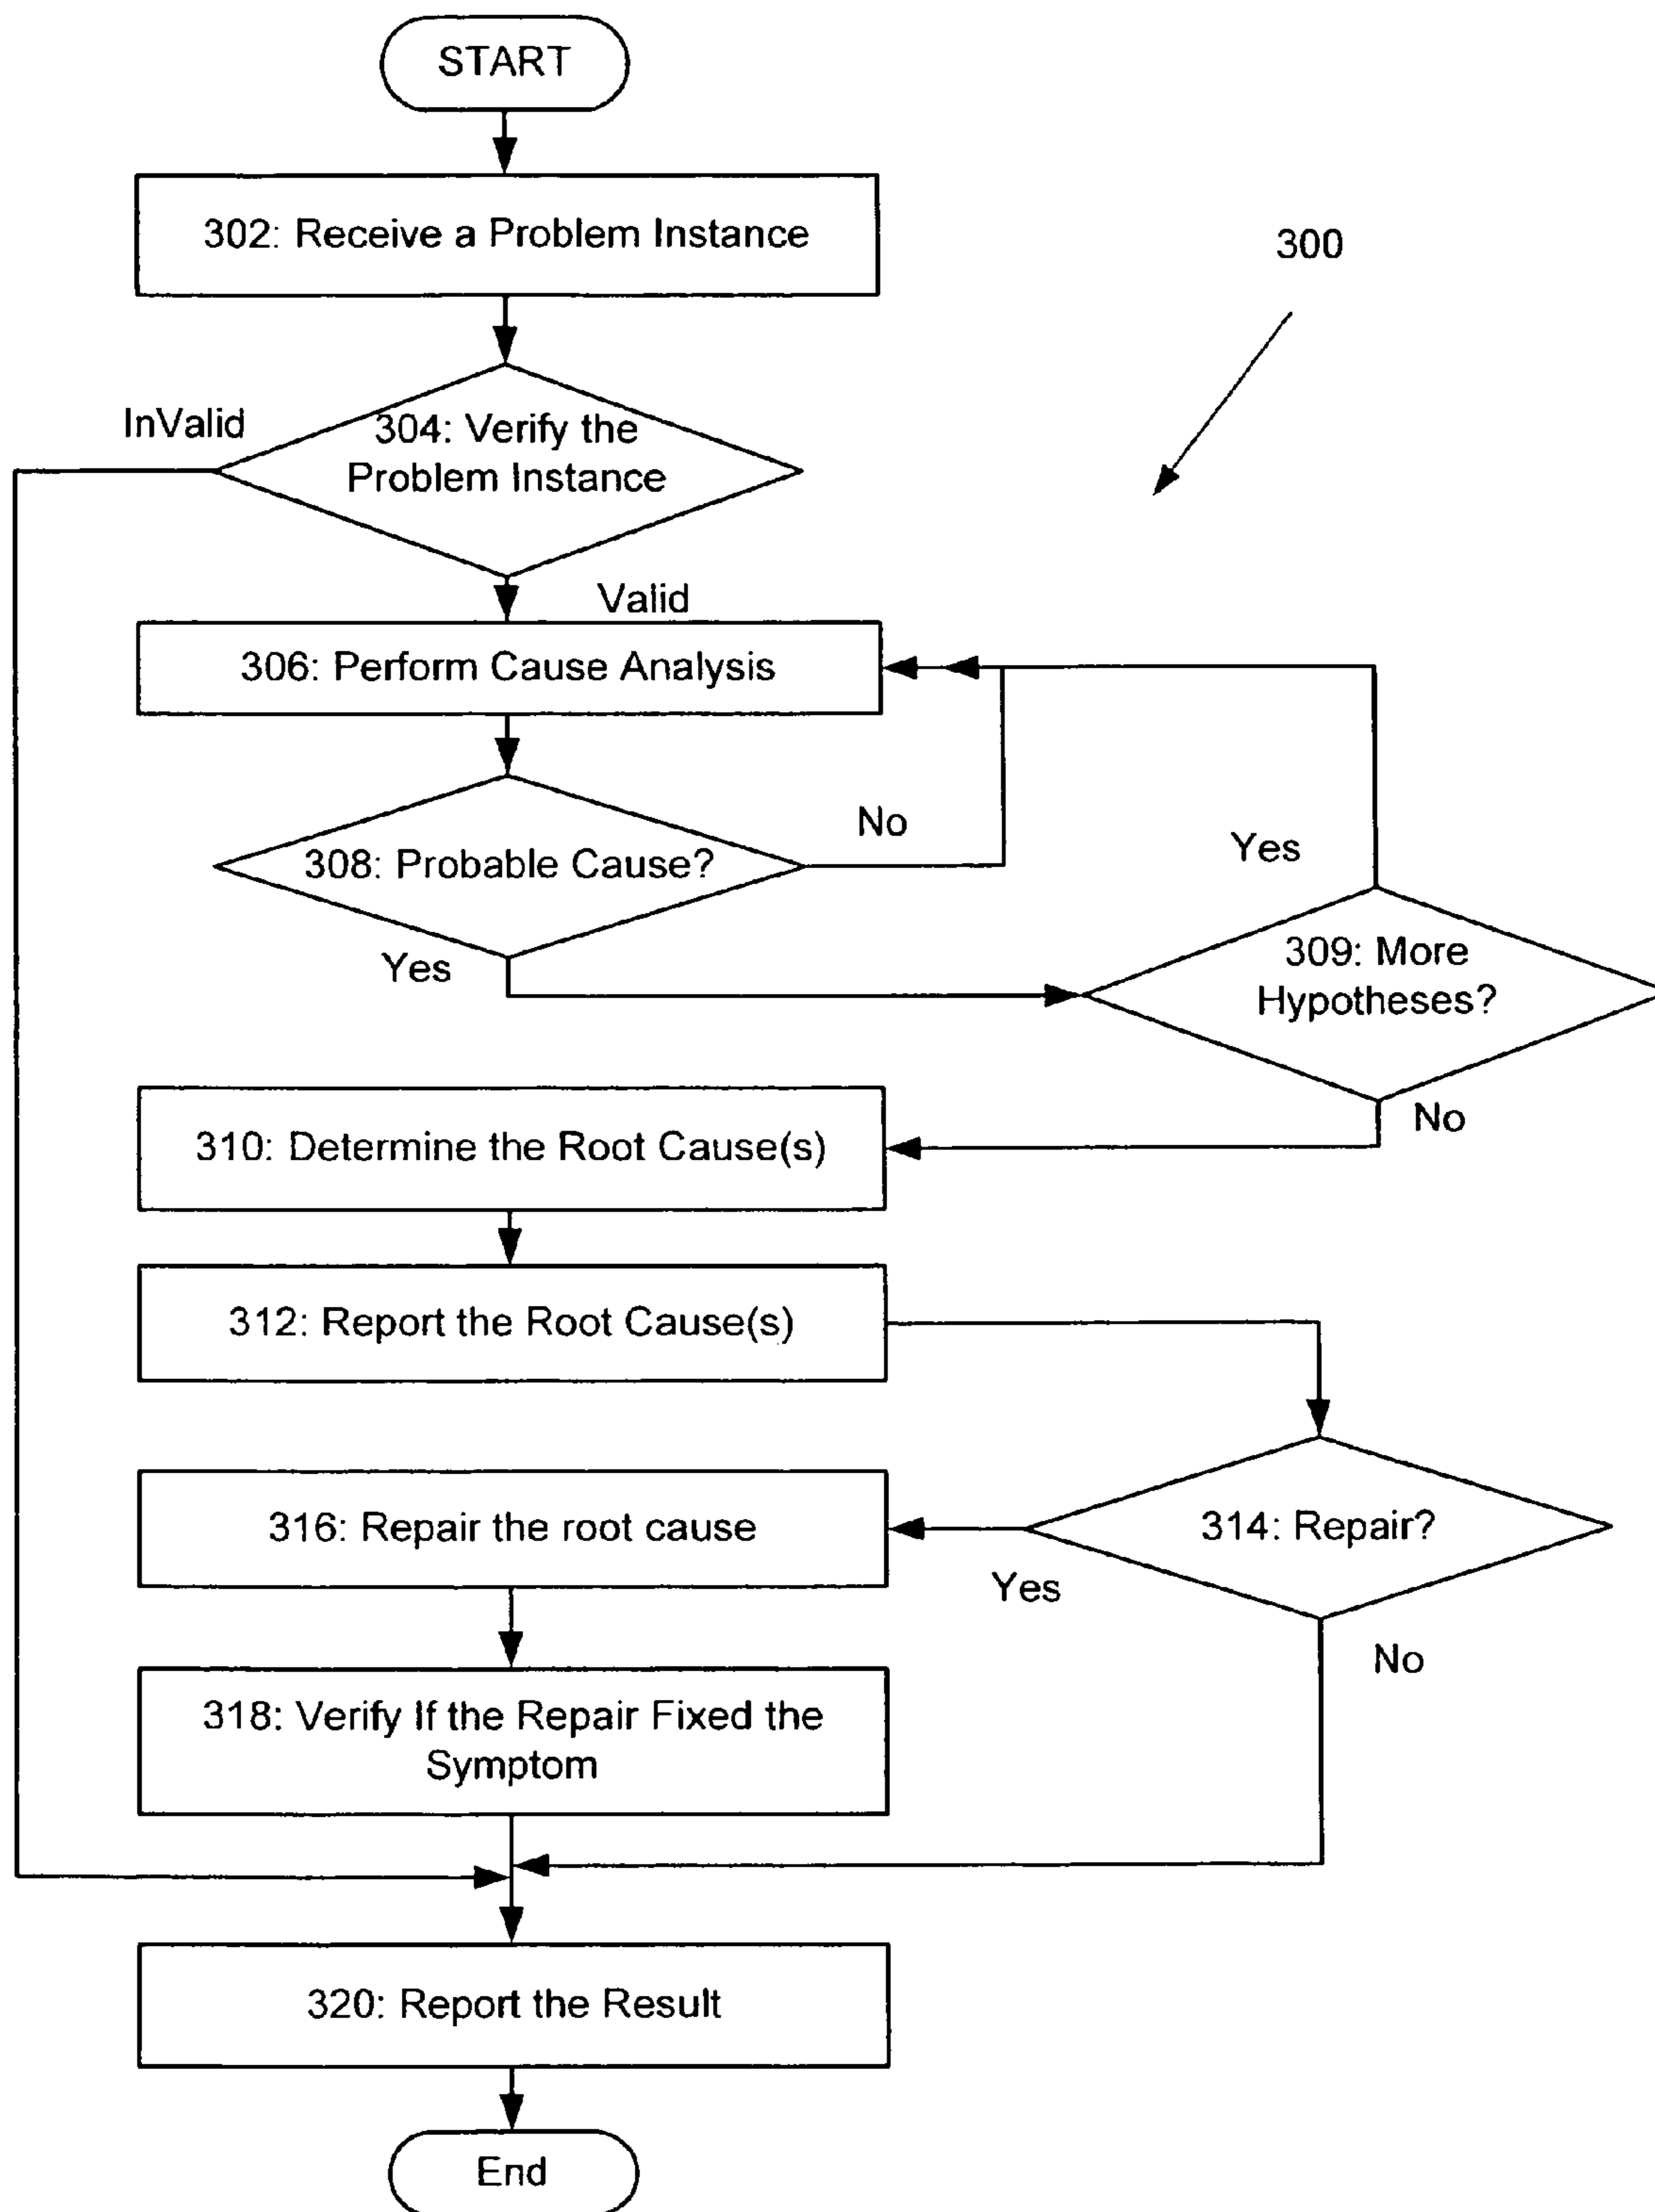 START
302: Receive a Problem Instance
300
InValid
304: Verify the
Problem Instance
Valid
306: Perform Cause Analysis
No
308: Probable Cause?
Yes
Yes
309: More
Hypotheses?
No
310: Determine the Root Cause(s)
312: Report the Root Cause(s)
314: Repair?
316: Repair the root cause
Yes
No
318: Verify If the Repair Fixed the
Symptom
320: Report the Result
End